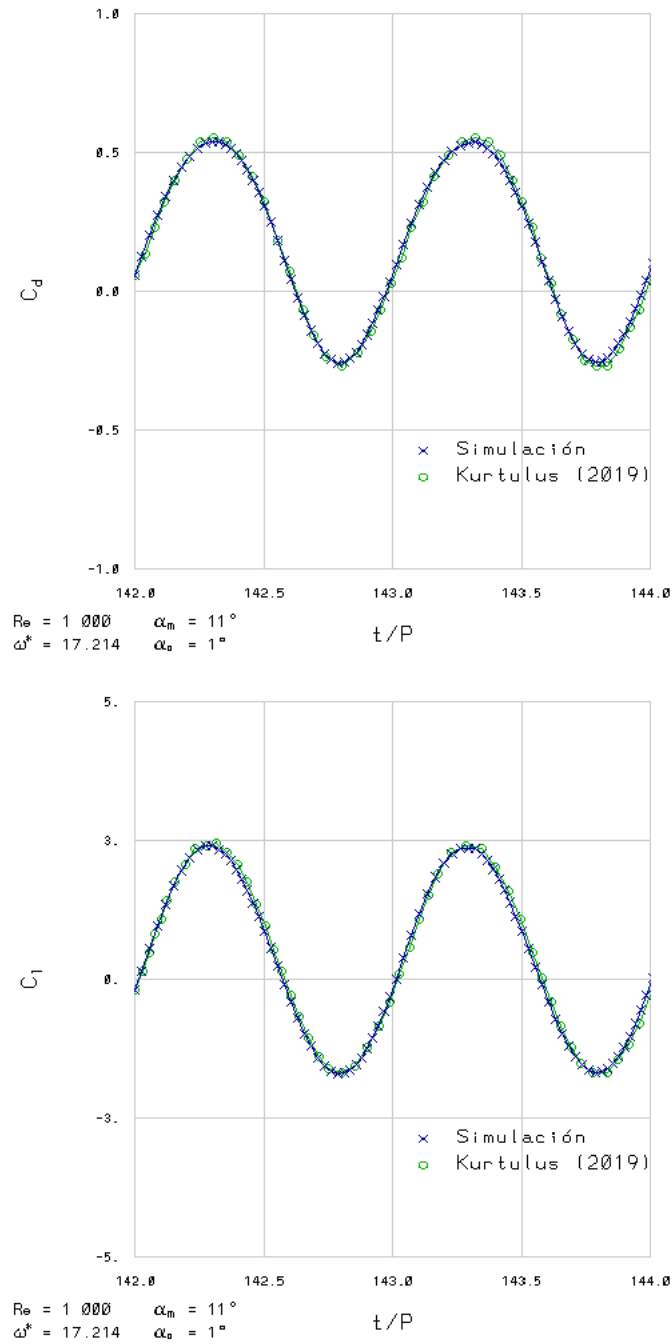 1.0
0.5
C_d
0.0
-0.5
× Simulación
○ Kurtulus (2019)
-1.0
142.0 142.5 143.0 143.5 144.0
t/P
Re = 1 000 α_m = 11°
ω* = 17.214 α_o = 1°
5.
3.
C_l
0.
-3.
× Simulación
○ Kurtulus (2019)
-5.
142.0 142.5 143.0 143.5 144.0
t/P
Re = 1 000 α_m = 11°
ω* = 17.214 α_o = 1°